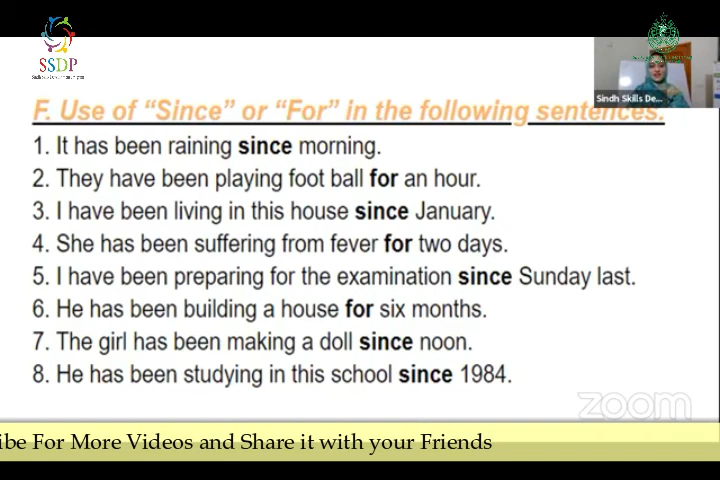 SSDP
Sindh Skills De...
F. Use of “Since” or “For” in the following sentences.
1. It has been raining since morning.
2. They have been playing foot ball for an hour.
3. I have been living in this house since January.
4. She has been suffering from fever for two days.
5. I have been preparing for the examination since Sunday last.
6. He has been building a house for six months.
7. The girl has been making a doll since noon.
8. He has been studying in this school since 1984.
zoom
ibe For More Videos and Share it with your Friends